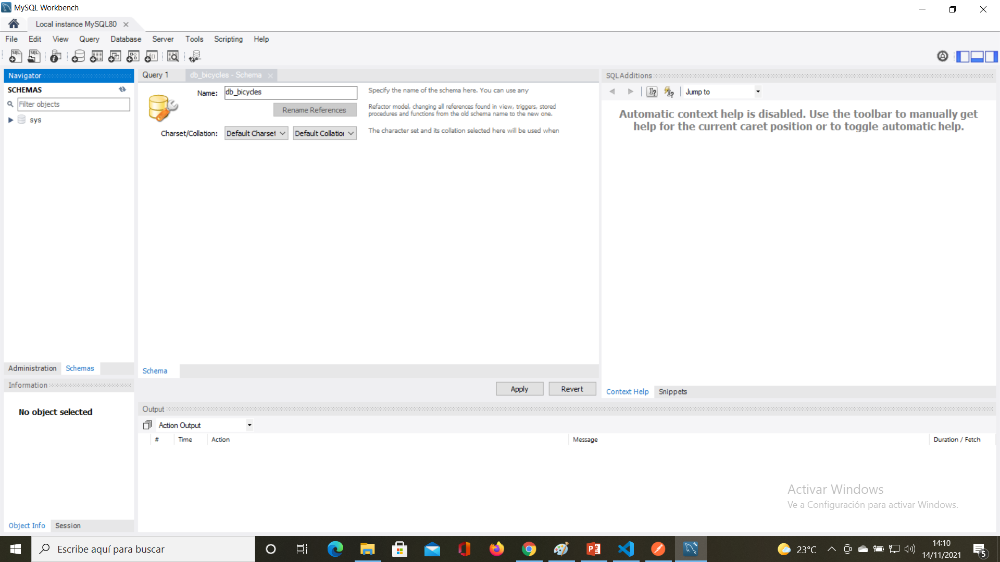 MySQL Workbench
Local instance MySQL80
File Edit View Query Database Server Tools Scripting Help
Navigator
SCHEMAS
Filter objects
sys
Administration Schemas
Information
No object selected
Object Info Session
Query 1 db_bicycles - Schema
Name: db_bicycles
Specify the name of the schema here. You can use any
Rename References
Refactor model, changing all references found in view, triggers, stored
procedures and functions from the old schema name to the new one.
Charset/Collation: Default Charset Default Collation
The character set and its collation selected here will be used when
Schema
Apply Revert
SQLAdditions
Jump to
Automatic context help is disabled. Use the toolbar to manually get
help for the current caret position or to toggle automatic help.
Context Help Snippets
Output
Action Output
# Time Action Message Duration / Fetch
Activar Windows
Ve a Configuración para activar Windows.
Escribe aquí para buscar
23°C
14:10
14/11/2021
5